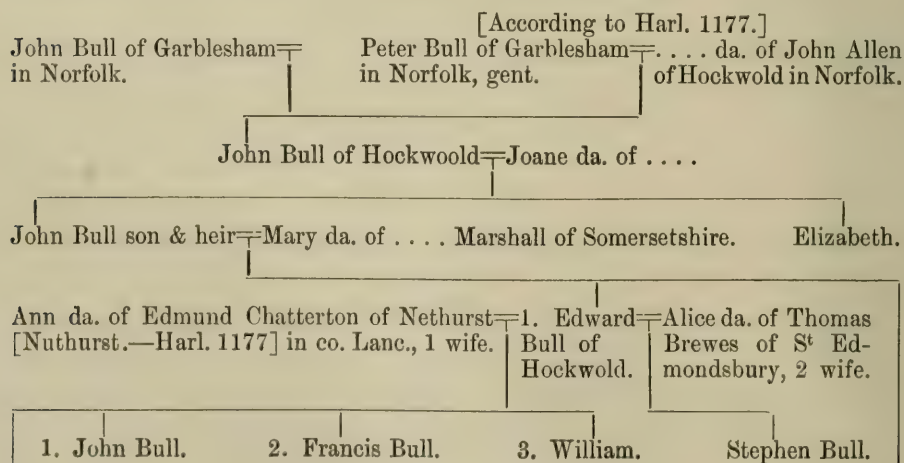 [According to Harl. 1177.]
John Bull of Garblesham Peter Bull of Garblesham . . . . da. of John Allen
in Norfolk. in Norfolk, gent. of Hockwold in Norfolk.
John Bull of Hockwoold Joane da. of . . . .
John Bull son & heir Mary da. of . . . . Marshall of Somersetshire. Elizabeth.
Ann da. of Edmund Chatterton of Nethurst 1. Edward Alice da. of Thomas
[Nuthurst.—Harl. 1177] in co. Lanc., 1 wife. Bull of Brewes of St Ed-
Hockwold. mondsbury, 2 wife.
1. John Bull. 2. Francis Bull. 3. William. Stephen Bull.